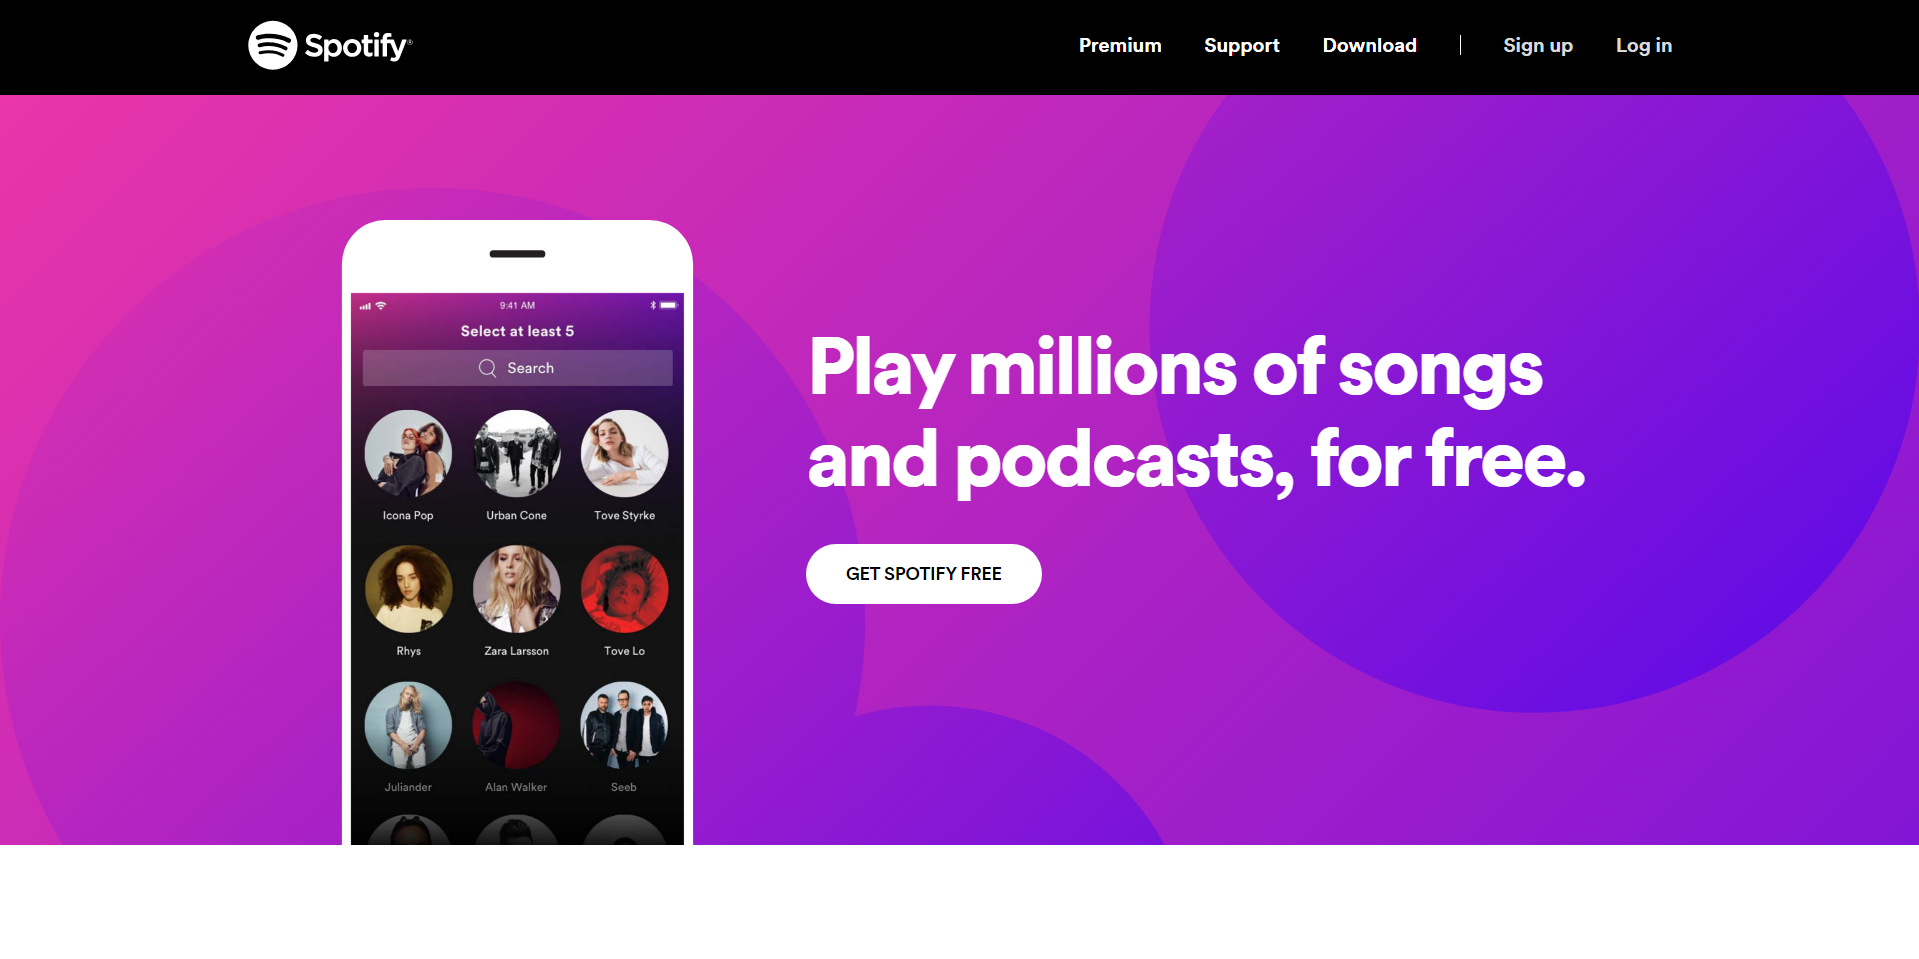 Spotify®
Premium Support Download | Sign up Log in
9:41 AM
Select at least 5
Search
Icona Pop Urban Cone Tove Styrke
Rhys Zara Larsson Tove Lo
Juliander Alan Walker Seeb
Play millions of songs
and podcasts, for free.
GET SPOTIFY FREE